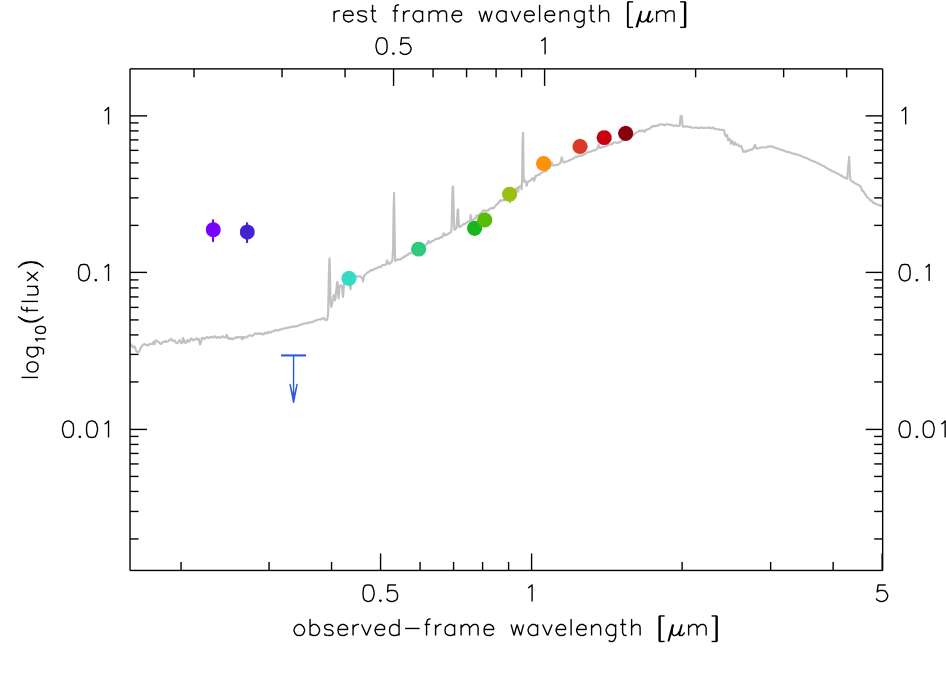 rest frame wavelength [μm]
0.5 1
1 1
0.1 0.1
log10(flux)
0.01 0.01
0.5 1 5
observed-frame wavelength [μm]